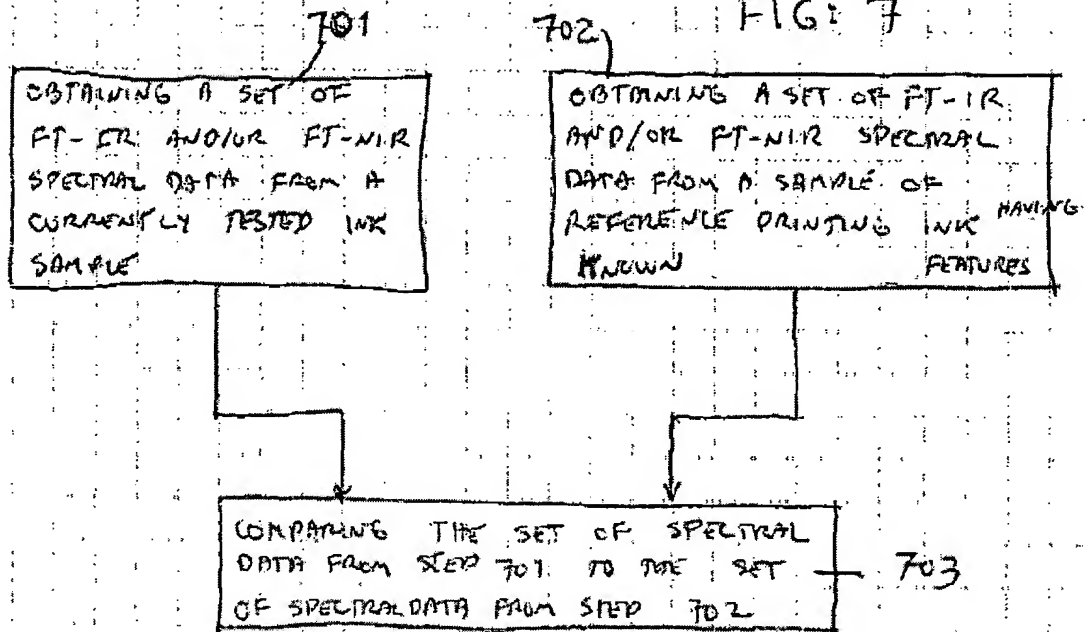 FIG: 7
701
OBTAINING A SET OF
FT-IR AND/OR FT-NIR
SPECTRAL DATA FROM A
CURRENTLY TESTED INK
SAMPLE
702
OBTAINING A SET OF FT-IR
AND/OR FT-NIR SPECTRAL
DATA FROM A SAMPLE OF
REFERENCE PRINTING INK HAVING
KNOWN FEATURES
COMPARING THE SET OF SPECTRAL
DATA FROM STEP 701 TO THE SET
OF SPECTRAL DATA FROM STEP 702
703